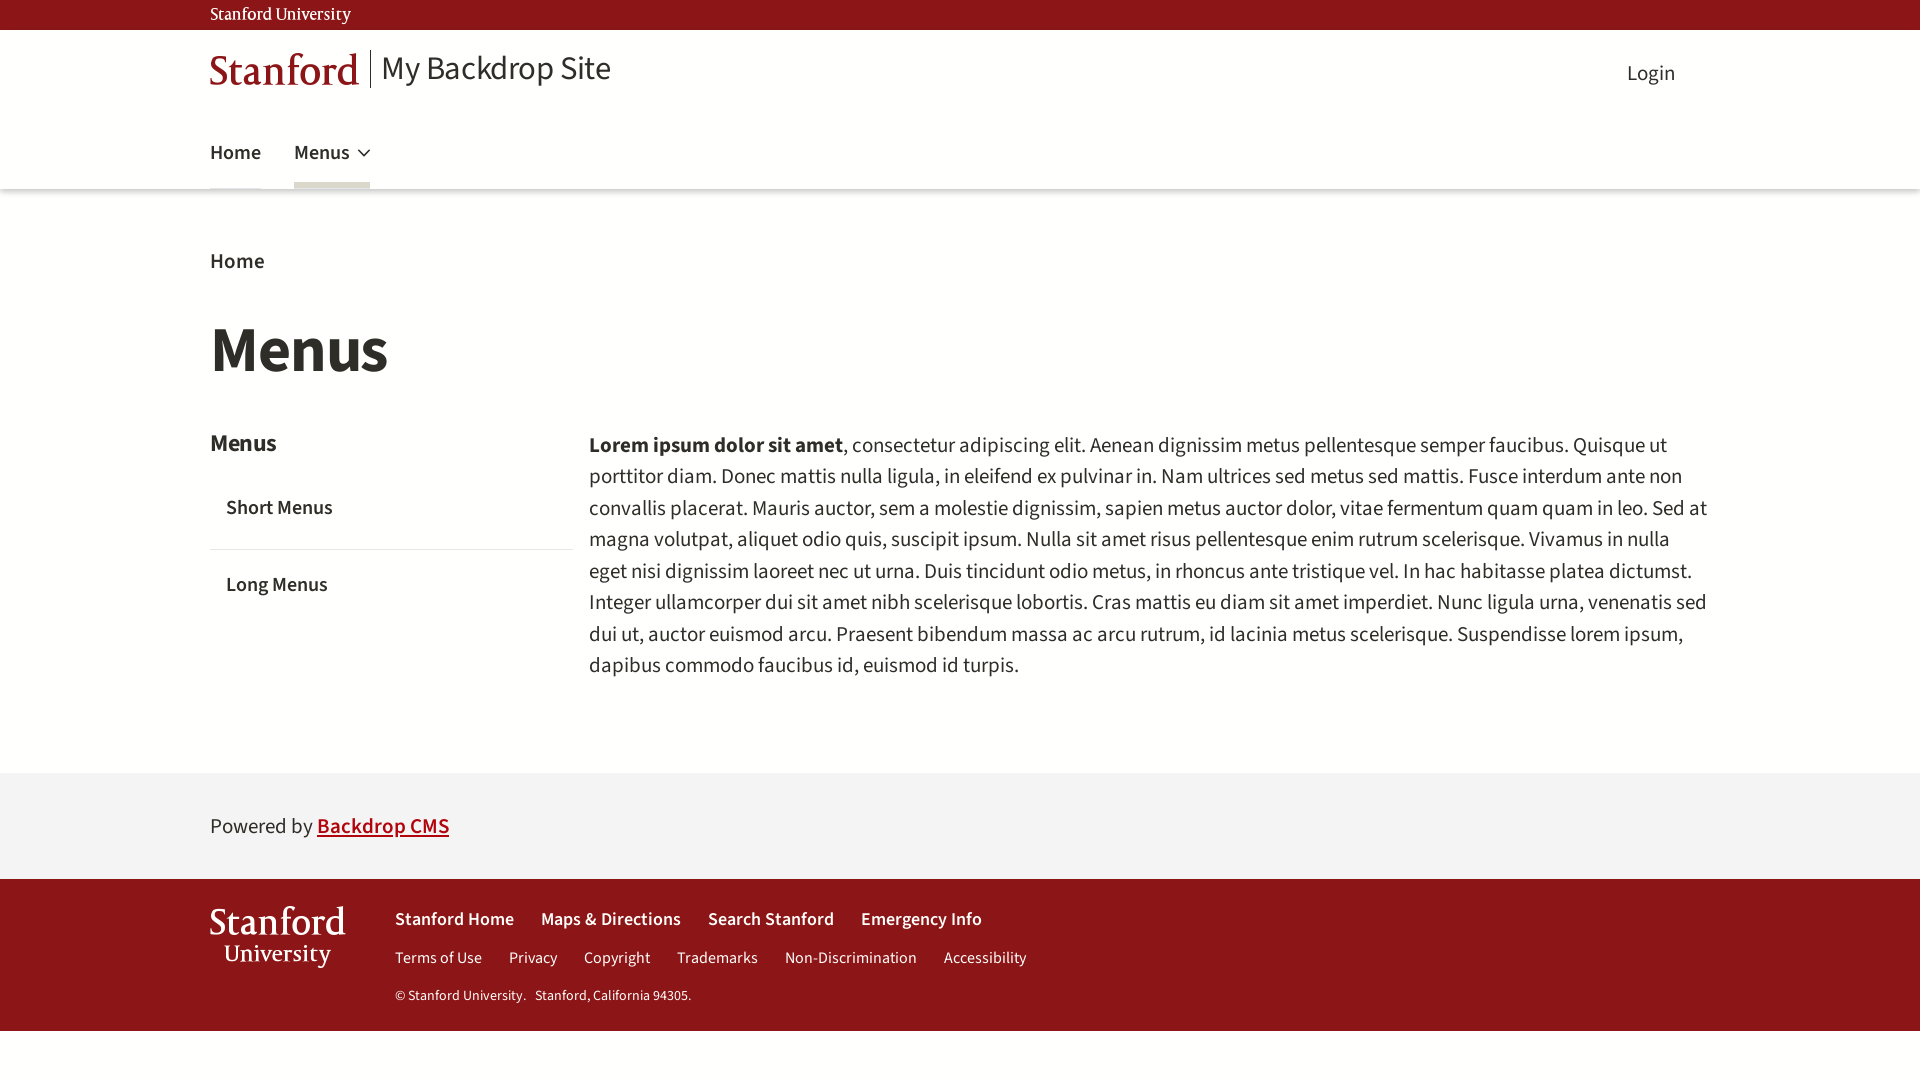 Stanford University
Stanford My Backdrop Site
Login
Home Menus
Home
Menus
Menus
Short Menus
Long Menus
Lorem ipsum dolor sit amet, consectetur adipiscing elit. Aenean dignissim metus pellentesque semper faucibus. Quisque ut
porttitor diam. Donec mattis nulla ligula, in eleifend ex pulvinar in. Nam ultrices sed metus sed mattis. Fusce interdum ante non
convallis placerat. Mauris auctor, sem a molestie dignissim, sapien metus auctor dolor, vitae fermentum quam quam in leo. Sed at
magna volutpat, aliquet odio quis, suscipit ipsum. Nulla sit amet risus pellentesque enim rutrum scelerisque. Vivamus in nulla
eget nisi dignissim laoreet nec ut urna. Duis tincidunt odio metus, in rhoncus ante tristique vel. In hac habitasse platea dictumst.
Integer ullamcorper dui sit amet nibh scelerisque lobortis. Cras mattis eu diam sit amet imperdiet. Nunc ligula urna, venenatis sed
dui ut, auctor euismod arcu. Praesent bibendum massa ac arcu rutrum, id lacinia metus scelerisque. Suspendisse lorem ipsum,
dapibus commodo faucibus id, euismod id turpis.
Powered by Backdrop CMS
Stanford
University
Stanford Home Maps & Directions Search Stanford Emergency Info
Terms of Use Privacy Copyright Trademarks Non-Discrimination Accessibility
© Stanford University. Stanford, California 94305.